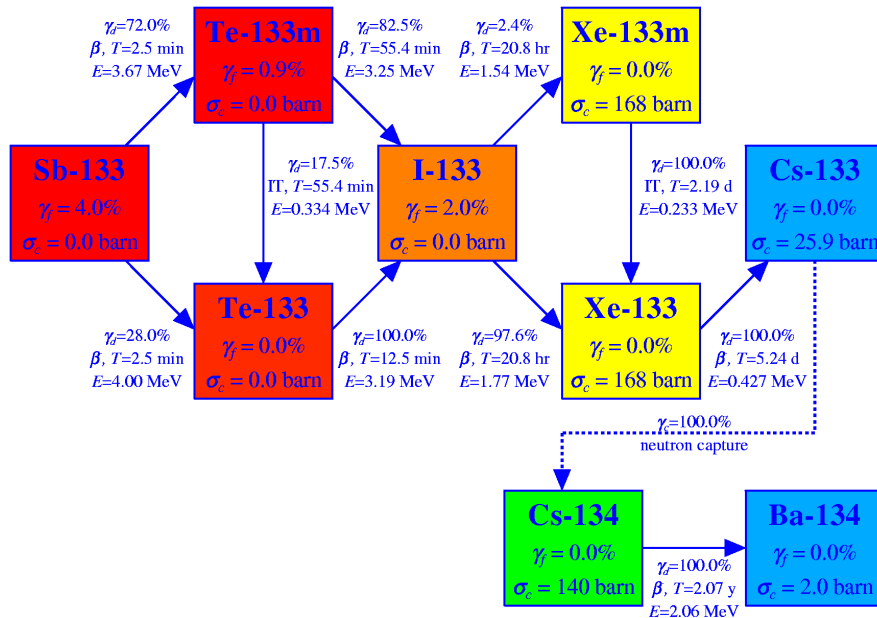 γd=72.0%
β, T=2.5 min
E=3.67 MeV
Te-133m
γf = 0.9%
σc = 0.0 barn
γd=82.5%
β, T=55.4 min
E=3.25 MeV
γd=2.4%
β, T=20.8 hr
E=1.54 MeV
Xe-133m
γf = 0.0%
σc = 168 barn
Sb-133
γf = 4.0%
σc = 0.0 barn
γd=17.5%
IT, T=55.4 min
E=0.334 MeV
I-133
γf = 2.0%
σc = 0.0 barn
γd=100.0%
IT, T=2.19 d
E=0.233 MeV
Cs-133
γf = 0.0%
σc = 25.9 barn
γd=28.0%
β, T=2.5 min
E=4.00 MeV
Te-133
γf = 0.0%
σc = 0.0 barn
γd=100.0%
β, T=12.5 min
E=3.19 MeV
γd=97.6%
β, T=20.8 hr
E=1.77 MeV
Xe-133
γf = 0.0%
σc = 168 barn
γd=100.0%
β, T=5.24 d
E=0.427 MeV
γc=100.0%
neutron capture
Cs-134
γf = 0.0%
σc = 140 barn
γd=100.0%
β, T=2.07 y
E=2.06 MeV
Ba-134
γf = 0.0%
σc = 2.0 barn